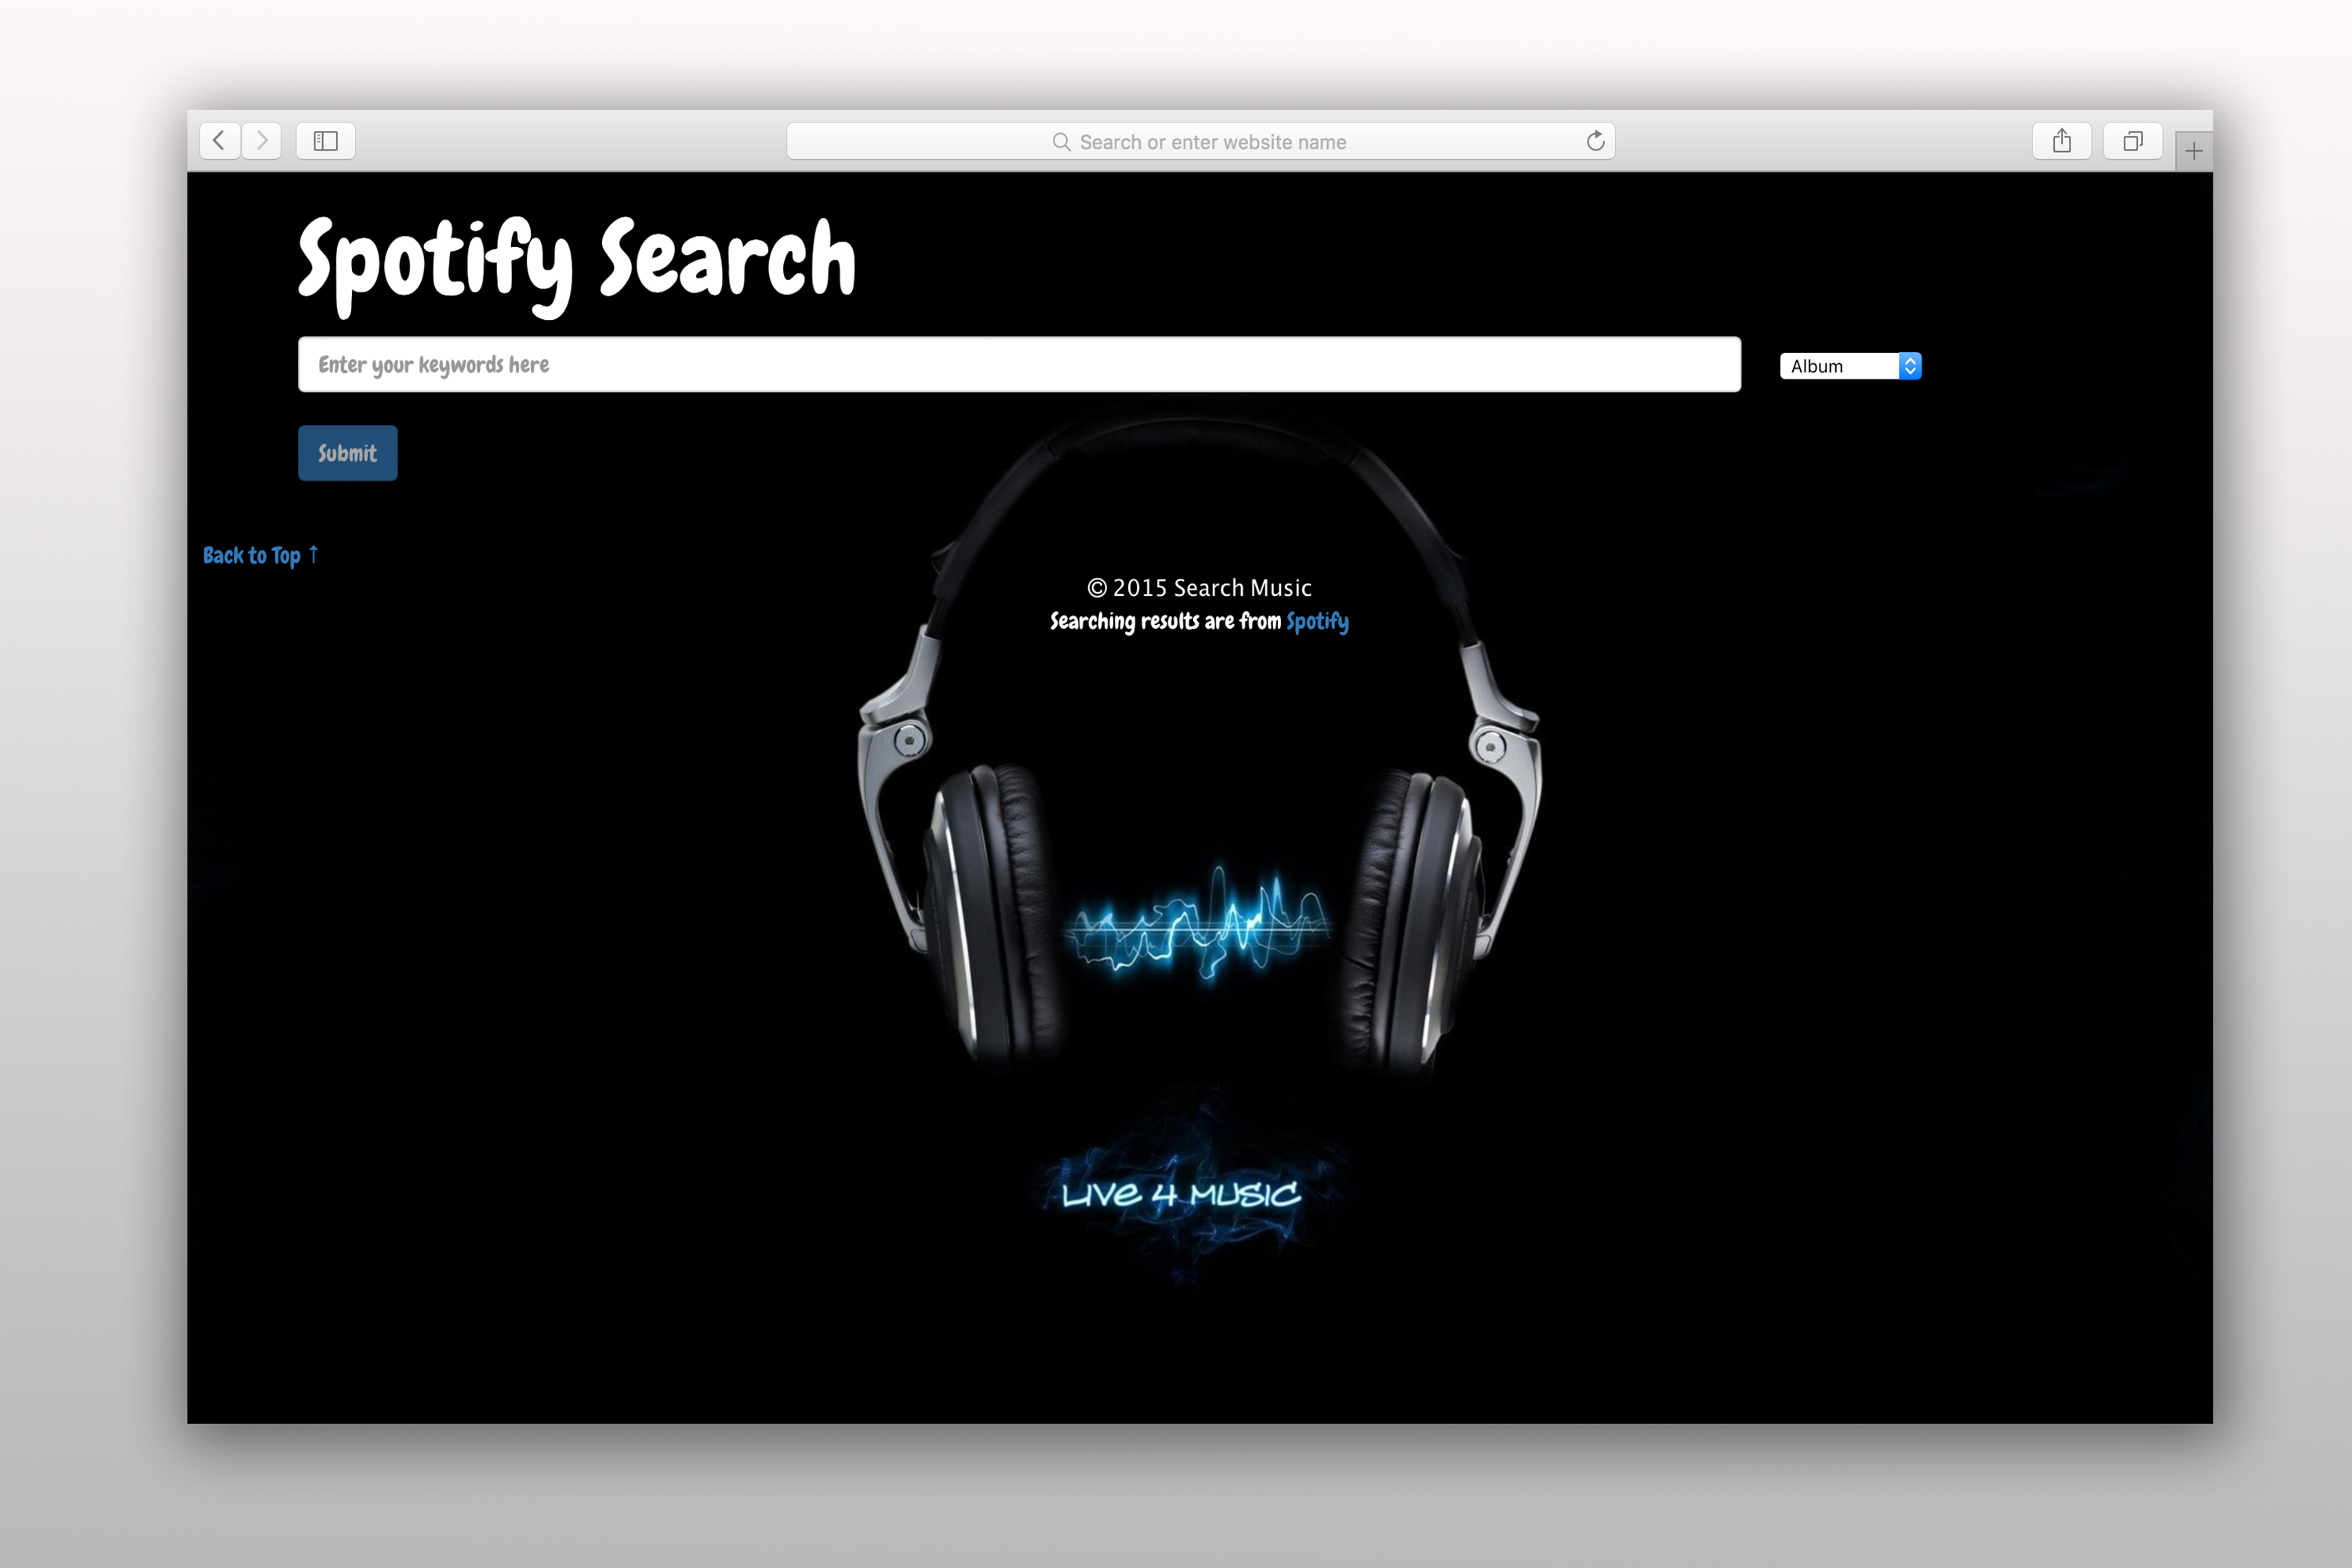 Search or enter website name
Spotify Search
Enter your keywords here
Album
Submit
Back to Top ↑
© 2015 Search Music
Searching results are from Spotify
LIVE 4 MUSIC